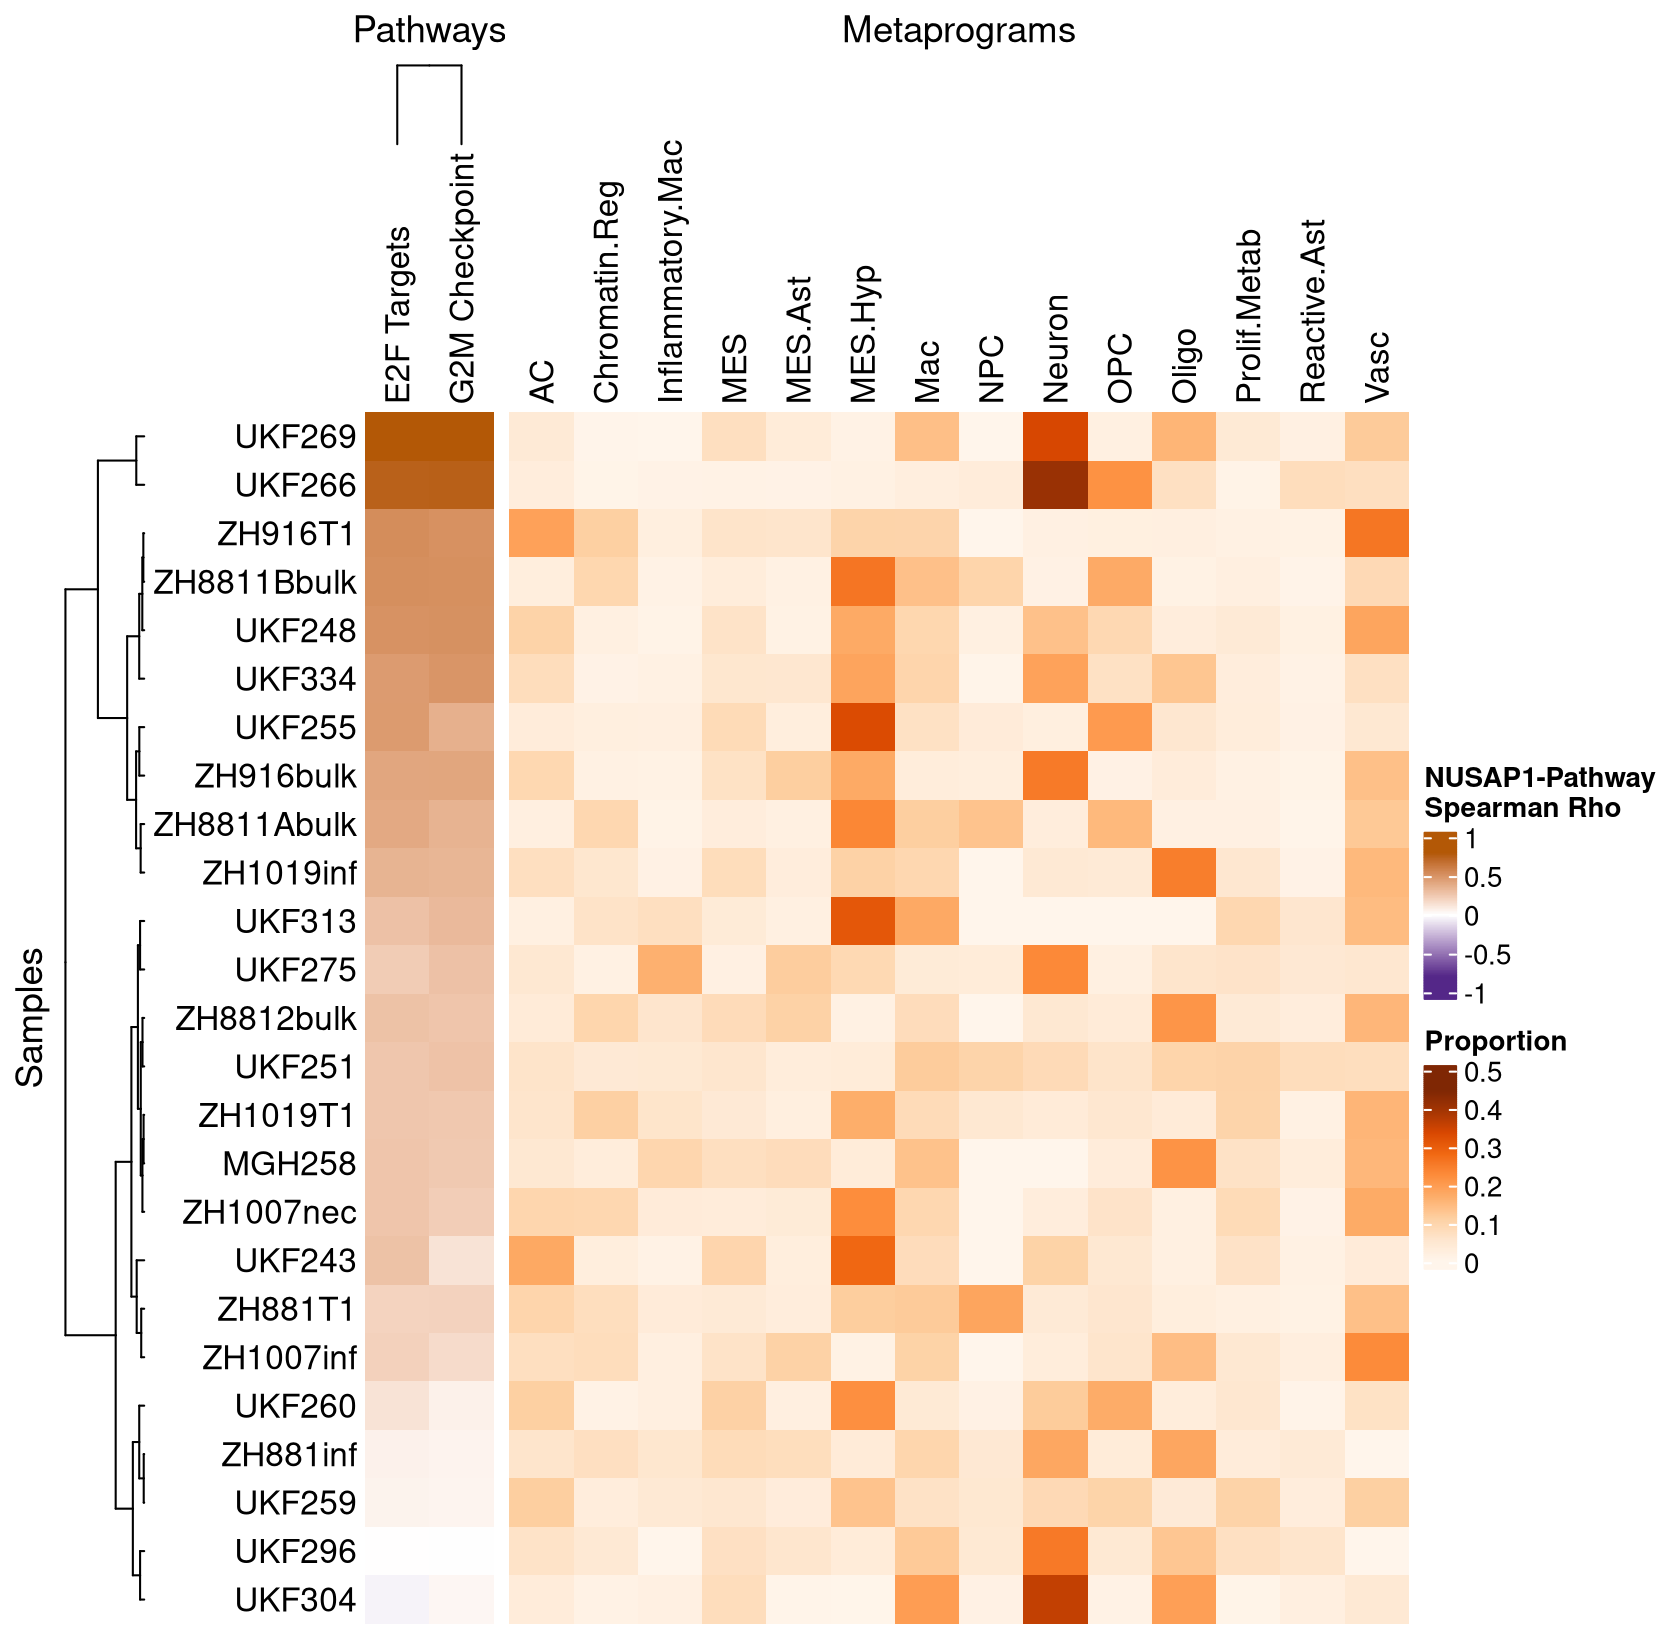 Pathways
Metaprograms
E2F Targets
G2M Checkpoint
AC
Chromatin.Reg
Inflammatory.Mac
MES
MES.Ast
MES.Hyp
Mac
NPC
Neuron
OPC
Oligo
Prolif.Metab
Reactive.Ast
Vasc
Samples
UKF269
UKF266
ZH916T1
ZH8811Bbulk
UKF248
UKF334
UKF255
ZH916bulk
ZH8811Abulk
ZH1019inf
UKF313
UKF275
ZH8812bulk
UKF251
ZH1019T1
MGH258
ZH1007nec
UKF243
ZH881T1
ZH1007inf
UKF260
ZH881inf
UKF259
UKF296
UKF304
NUSAP1-Pathway
Spearman Rho
1
0.5
0
-0.5
-1
Proportion
0.5
0.4
0.3
0.2
0.1
0